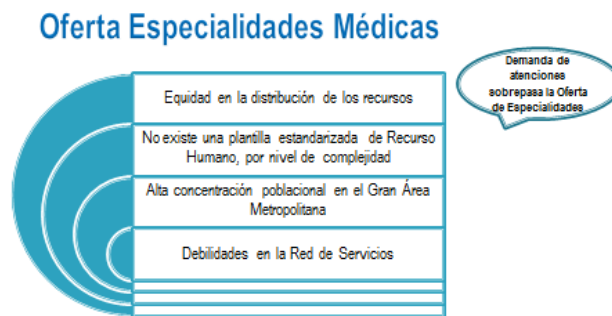 Oferta Especialidades Médicas
Demanda de
atenciones
sobrepasa la Oferta
de Especialidades
Equidad en la distribución de los recursos
No existe una plantilla estandarizada de Recurso
Humano, por nivel de complejidad
Alta concentración poblacional en el Gran Área
Metropolitana
Debilidades en la Red de Servicios